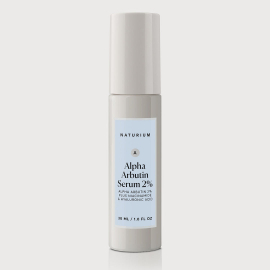 NATURIUM
Alpha
Arbutin
Serum 2%
ALPHA ARBUTIN 2%
PLUS NIACINAMIDE
& HYALURONIC ACID
30 ML / 1.0 FL OZ